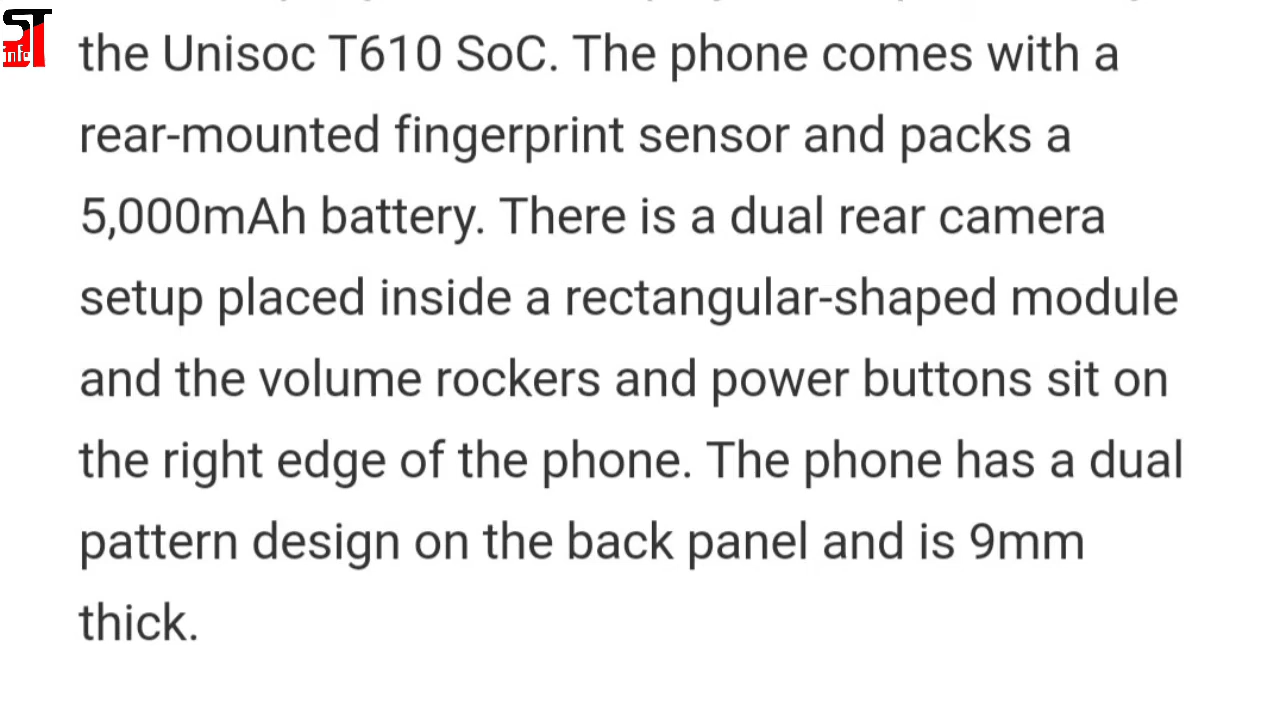 ST
info
the Unisoc T610 SoC. The phone comes with a
rear-mounted fingerprint sensor and packs a
5,000mAh battery. There is a dual rear camera
setup placed inside a rectangular-shaped module
and the volume rockers and power buttons sit on
the right edge of the phone. The phone has a dual
pattern design on the back panel and is 9mm
thick.